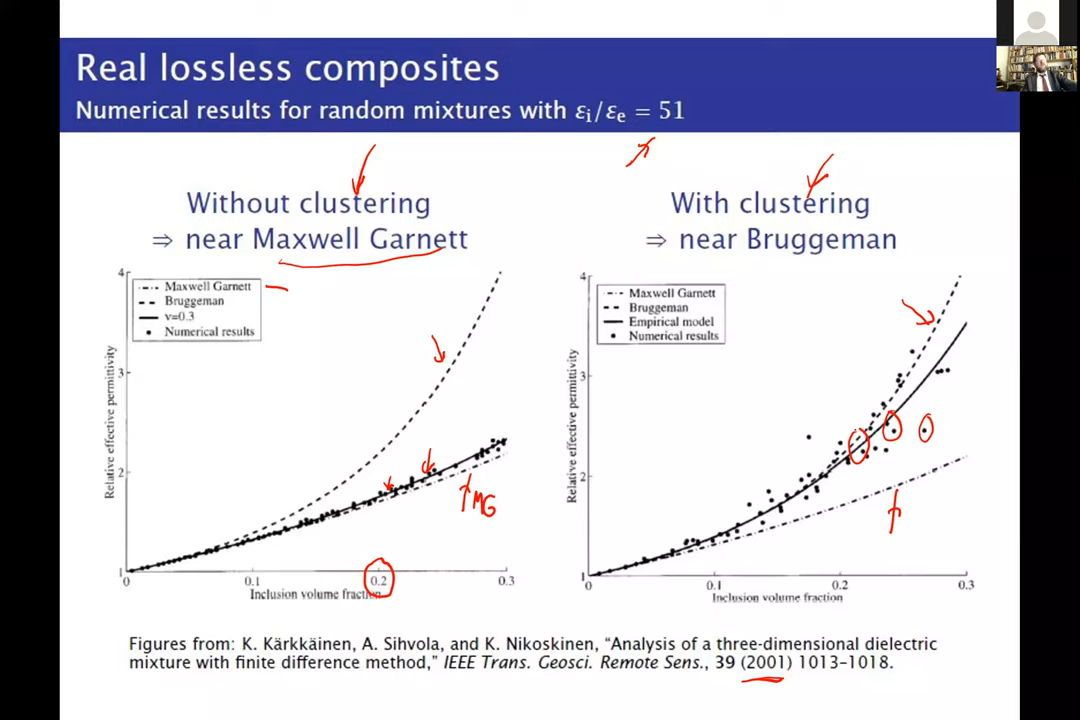 Real lossless composites
Numerical results for random mixtures with εi/εe = 51
Without clustering
⇒ near Maxwell Garnett
4
3
2
1
Maxwell Garnett
Bruggeman
v=0.3
Numerical results
MG
Relative effective permittivity
0
0.1
0.2
0.3
Inclusion volume fraction
With clustering
⇒ near Bruggeman
4
3
2
1
Maxwell Garnett
Bruggeman
Empirical model
Numerical results
Relative effective permittivity
0
0.1
0.2
0.3
Inclusion volume fraction
Figures from: K. Kärkkäinen, A. Sihvola, and K. Nikoskinen, “Analysis of a three-dimensional dielectric
mixture with finite difference method,” IEEE Trans. Geosci. Remote Sens., 39 (2001) 1013–1018.